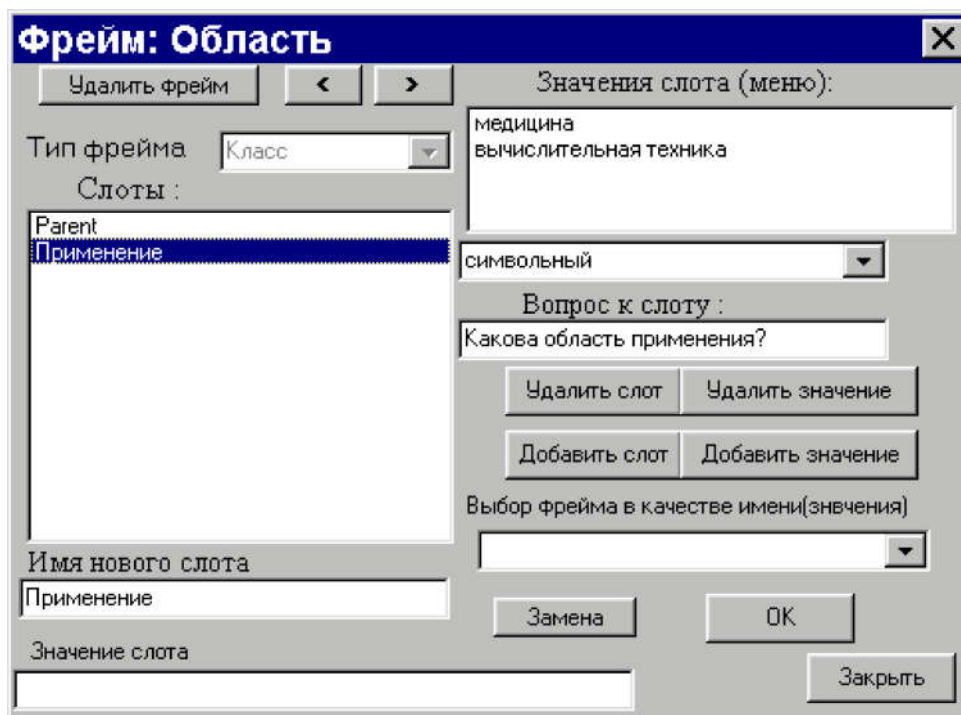 Фрейм: Область
Удалить фрейм
<
>
Тип фрейма
Класс
Слоты :
Parent
Применение
Имя нового слота
Применение
Значение слота
Значения слота (меню):
медицина
вычислительная техника
символьный
Вопрос к слоту :
Какова область применения?
Удалить слот
Удалить значение
Добавить слот
Добавить значение
Выбор фрейма в качестве имени(знвчения)
Замена
OK
Закрыть